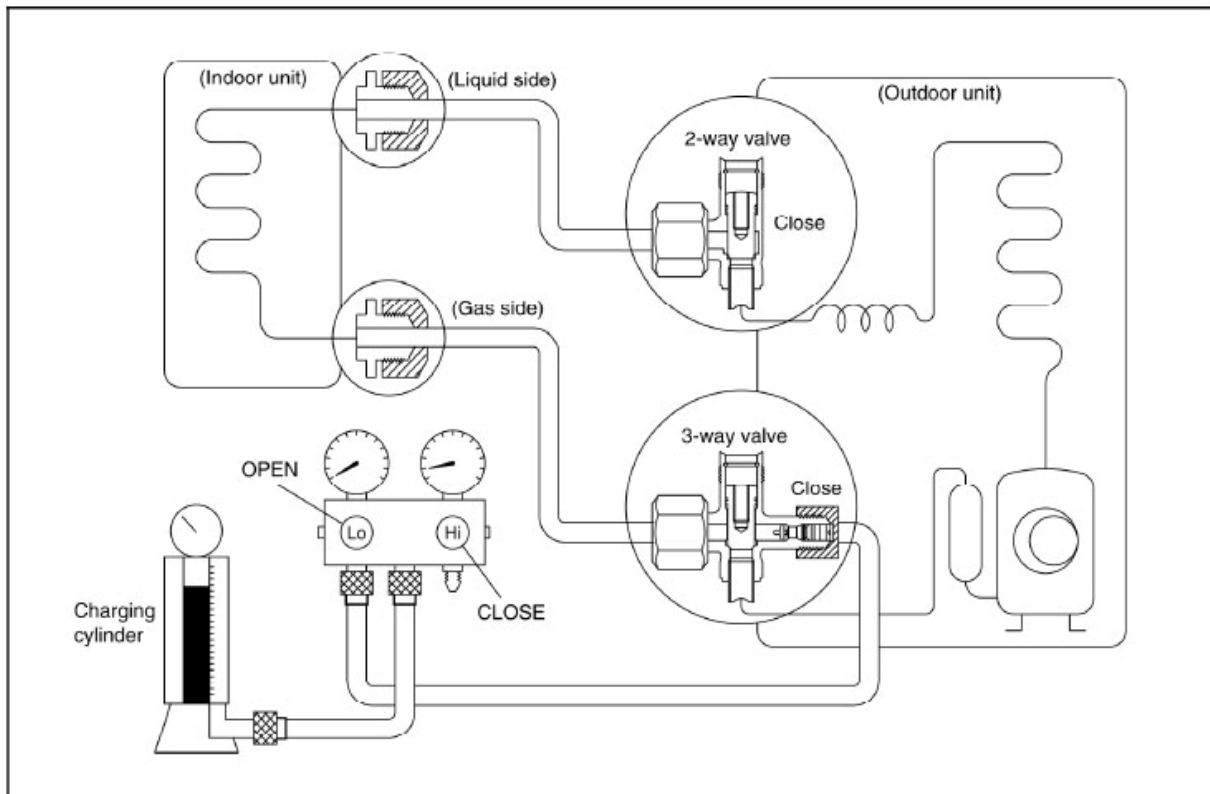 (Indoor unit)
(Liquid side)
(Outdoor unit)
2-way valve
Close
(Gas side)
3-way valve
Close
OPEN
Lo
Hi
CLOSE
Charging
cylinder